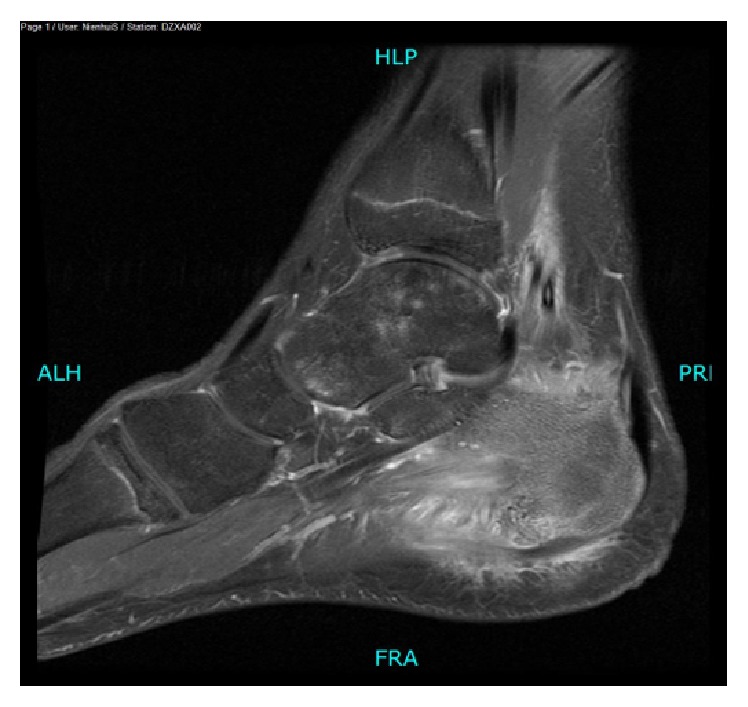 Page 1 / User: NienhuiS / Station: DZXA002
HLP
ALH
PRI
FRA